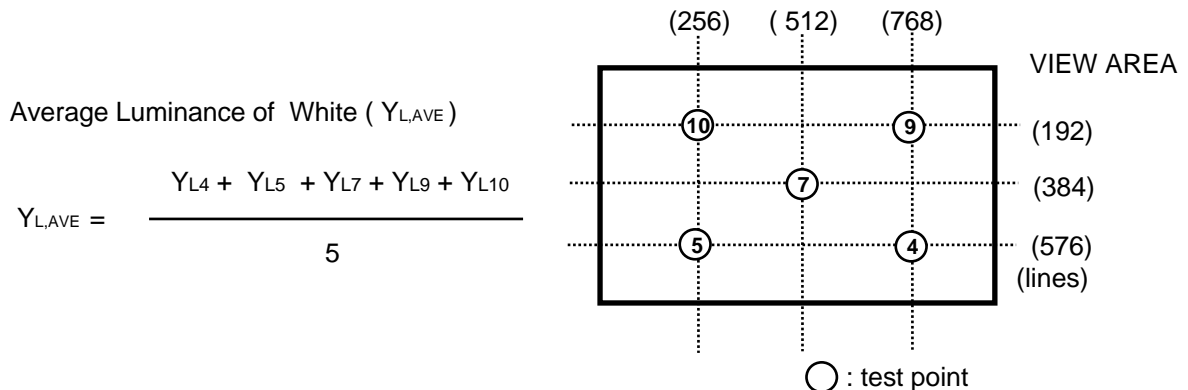 (256) ( 512) (768)
VIEW AREA
Average Luminance of White ( YL,AVE )
10 9 (192)
YL4 + YL5 + YL7 + YL9 + YL10
7 (384)
YL,AVE =
5
5 4 (576)
(lines)
: test point